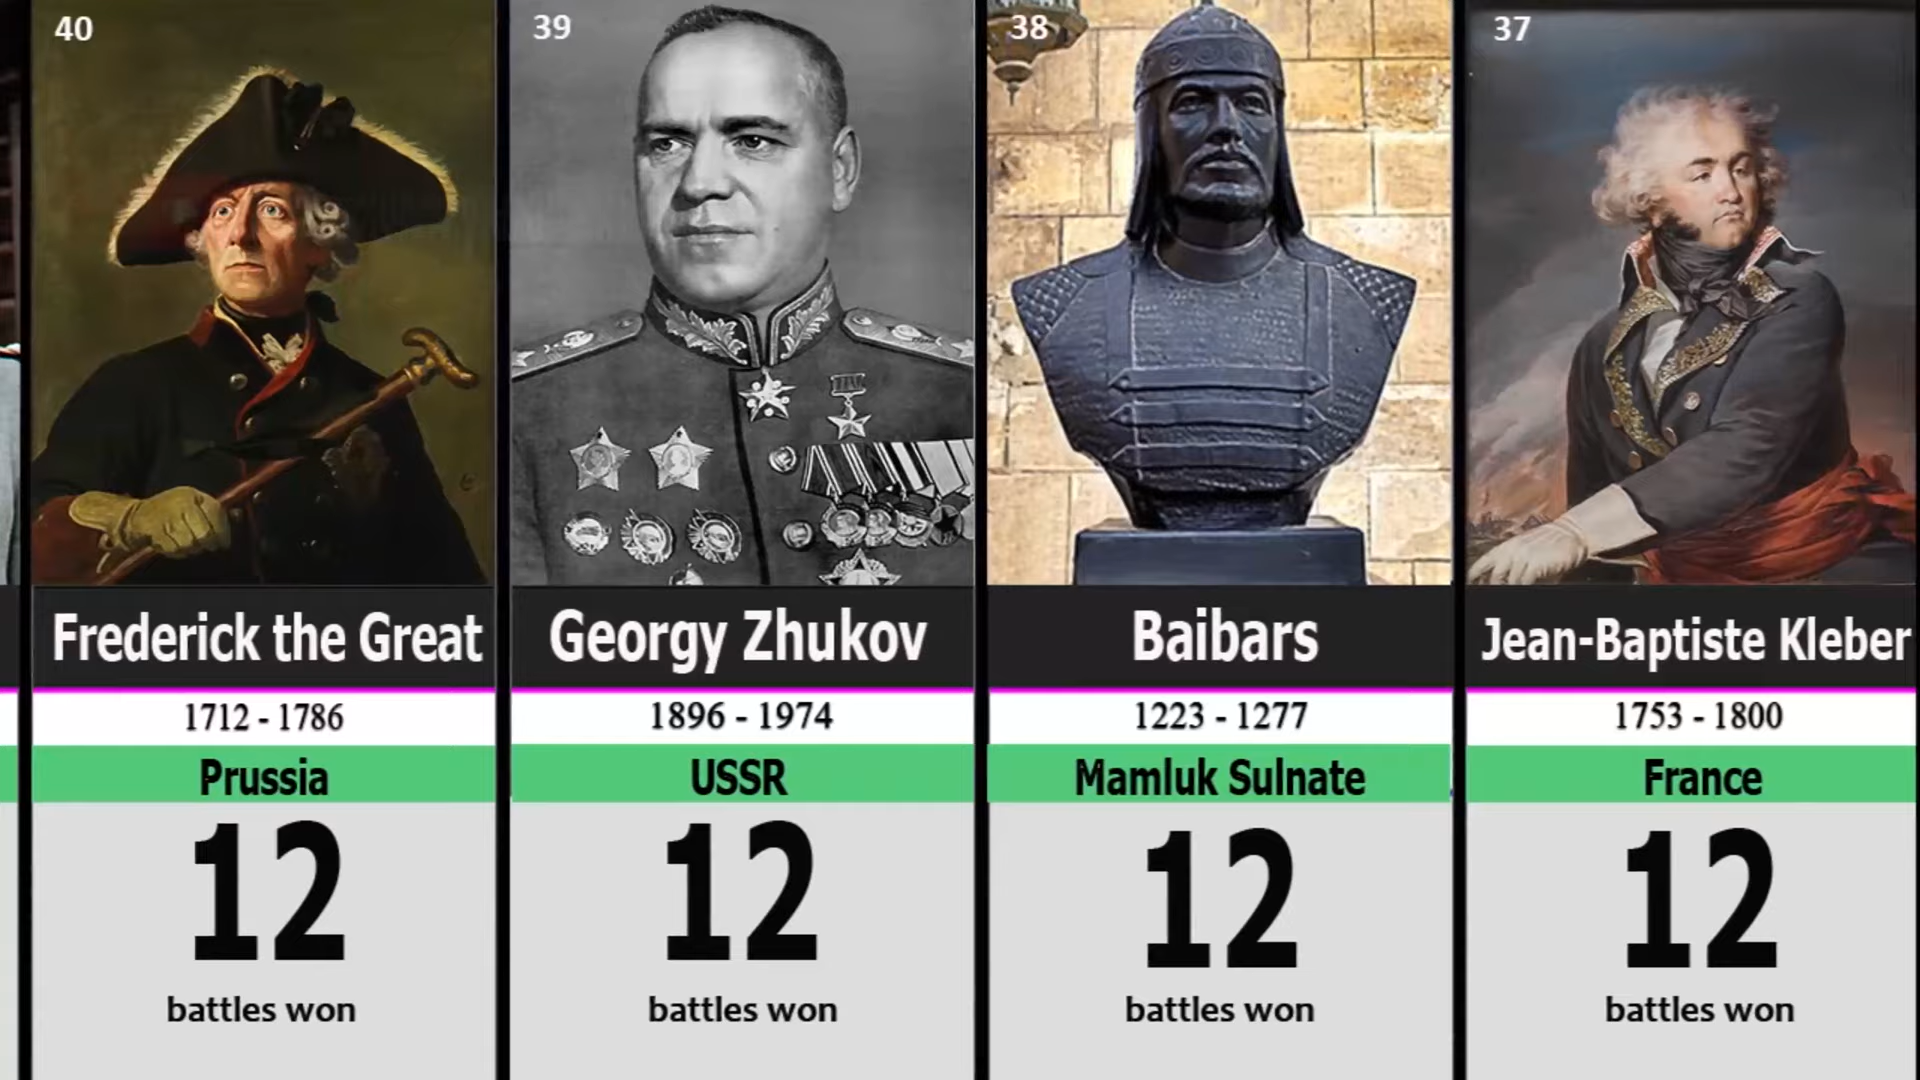 40
Frederick the Great
1712 - 1786
Prussia
12
battles won
39
Georgy Zhukov
1896 - 1974
USSR
12
battles won
38
Baibars
1223 - 1277
Mamluk Sulnate
12
battles won
37
Jean-Baptiste Kleber
1753 - 1800
France
12
battles won